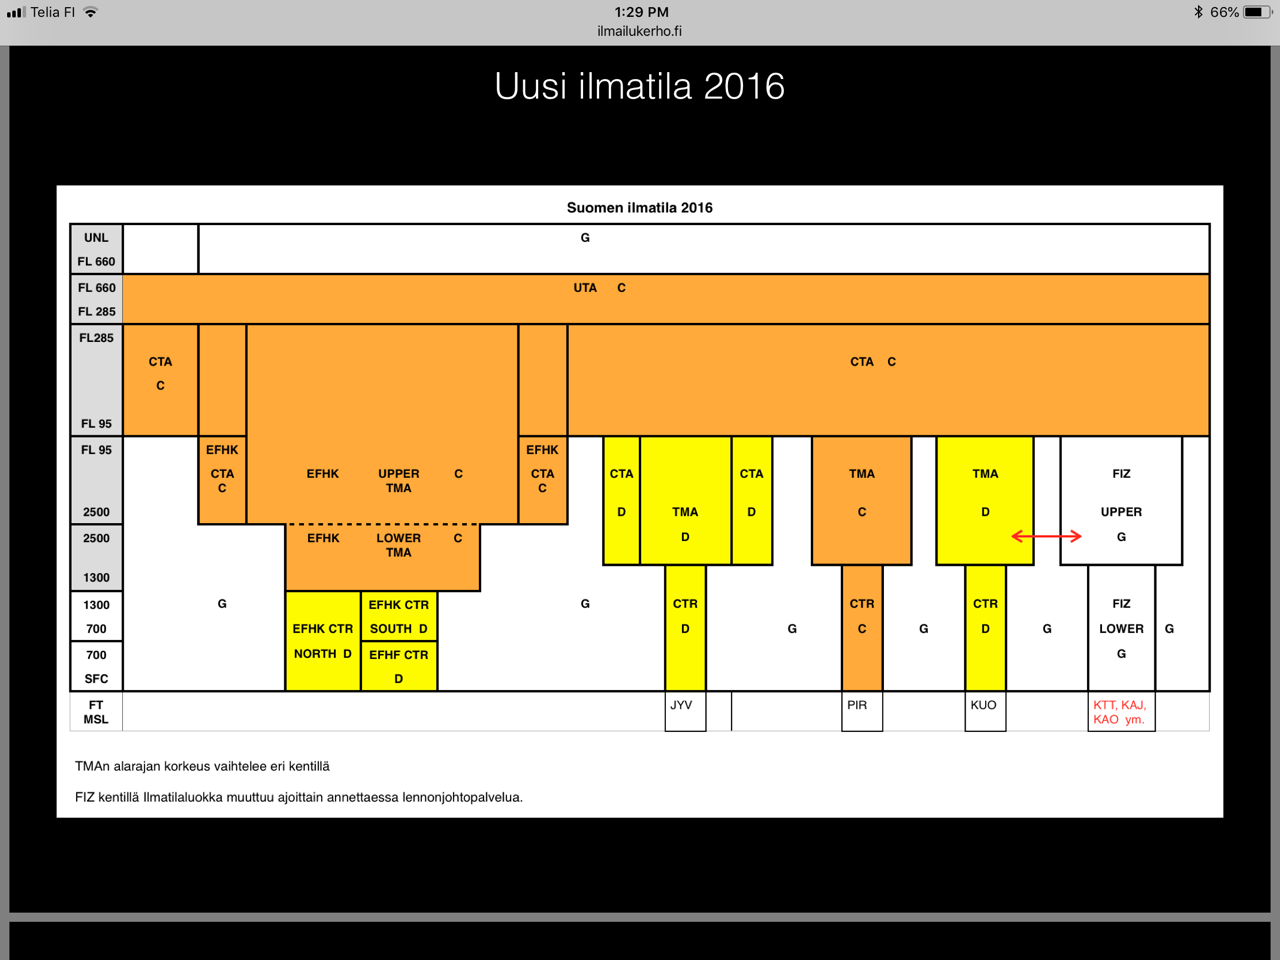 Telia FI
1:29 PM
66%
ilmailukerho.fi
Uusi ilmatila 2016
Suomen ilmatila 2016
UNL
G
FL 660
FL 660
UTA C
FL 285
FL285
CTA
C
CTA C
FL 95
FL 95
2500
EFHK
CTA
C
EFHK UPPER C
TMA
EFHK
CTA
C
CTA
D
TMA
D
CTA
D
TMA
C
TMA
D
FIZ
UPPER
G
2500
1300
EFHK LOWER C
TMA
1300
700
G
EFHK CTR
NORTH D
EFHK CTR
SOUTH D
G
CTR
D
G
CTR
C
G
CTR
D
G
FIZ
LOWER
G
G
700
SFC
EFHF CTR
D
FT
MSL
JYV
PIR
KUO
KTT, KAJ,
KAO ym.
TMAn alarajan korkeus vaihtelee eri kentillä
FIZ kentillä Ilmatilaluokka muuttuu ajoittain annettaessa lennonjohtopalvelua.